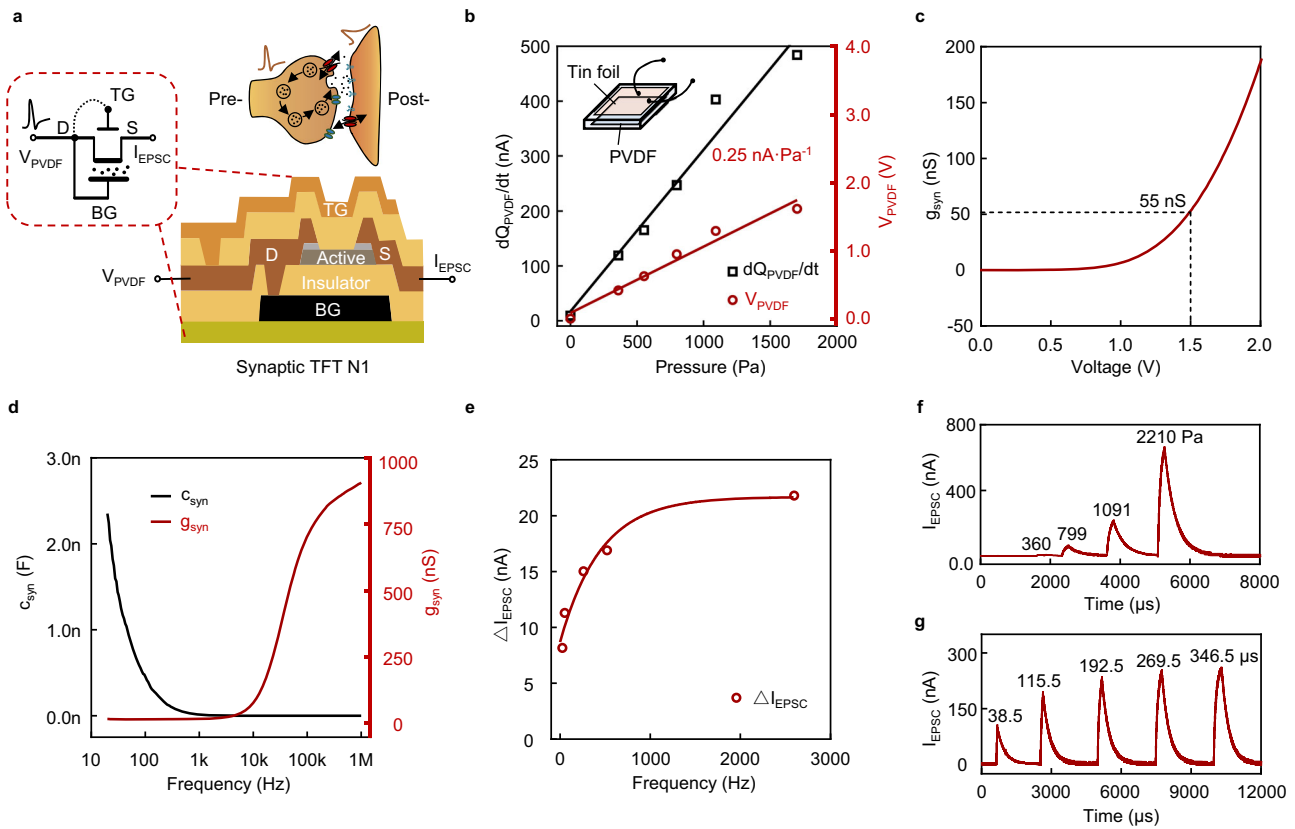 a
Pre-
Post-
TG
D
S
V_PVDF
I_EPSC
BG
TG
D
Active
S
V_PVDF
I_EPSC
Insulator
BG
Synaptic TFT N1
b
500
400
300
200
100
0
dQ_PVDF/dt (nA)
Tin foil
PVDF
0.25 nA·Pa⁻¹
dQ_PVDF/dt
V_PVDF
4.0
3.0
2.0
1.0
0.0
V_PVDF (V)
0 500 1000 1500 2000
Pressure (Pa)
c
200
150
100
50
0
-50
g_syn (nS)
55 nS
0.0 0.5 1.0 1.5 2.0
Voltage (V)
d
3.0n
2.0n
1.0n
0.0n
c_syn (F)
c_syn
g_syn
1000
750
500
250
0
g_syn (nS)
10 100 1k 10k 100k 1M
Frequency (Hz)
e
25
20
15
10
5
0
△I_EPSC (nA)
△I_EPSC
0 1000 2000 3000
Frequency (Hz)
f
800
400
0.0
I_EPSC (nA)
360
799
1091
2210 Pa
0 2000 4000 6000 8000
Time (μs)
g
300
150
0
I_EPSC (nA)
38.5
115.5
192.5
269.5
346.5 μs
0 3000 6000 9000 12000
Time (μs)